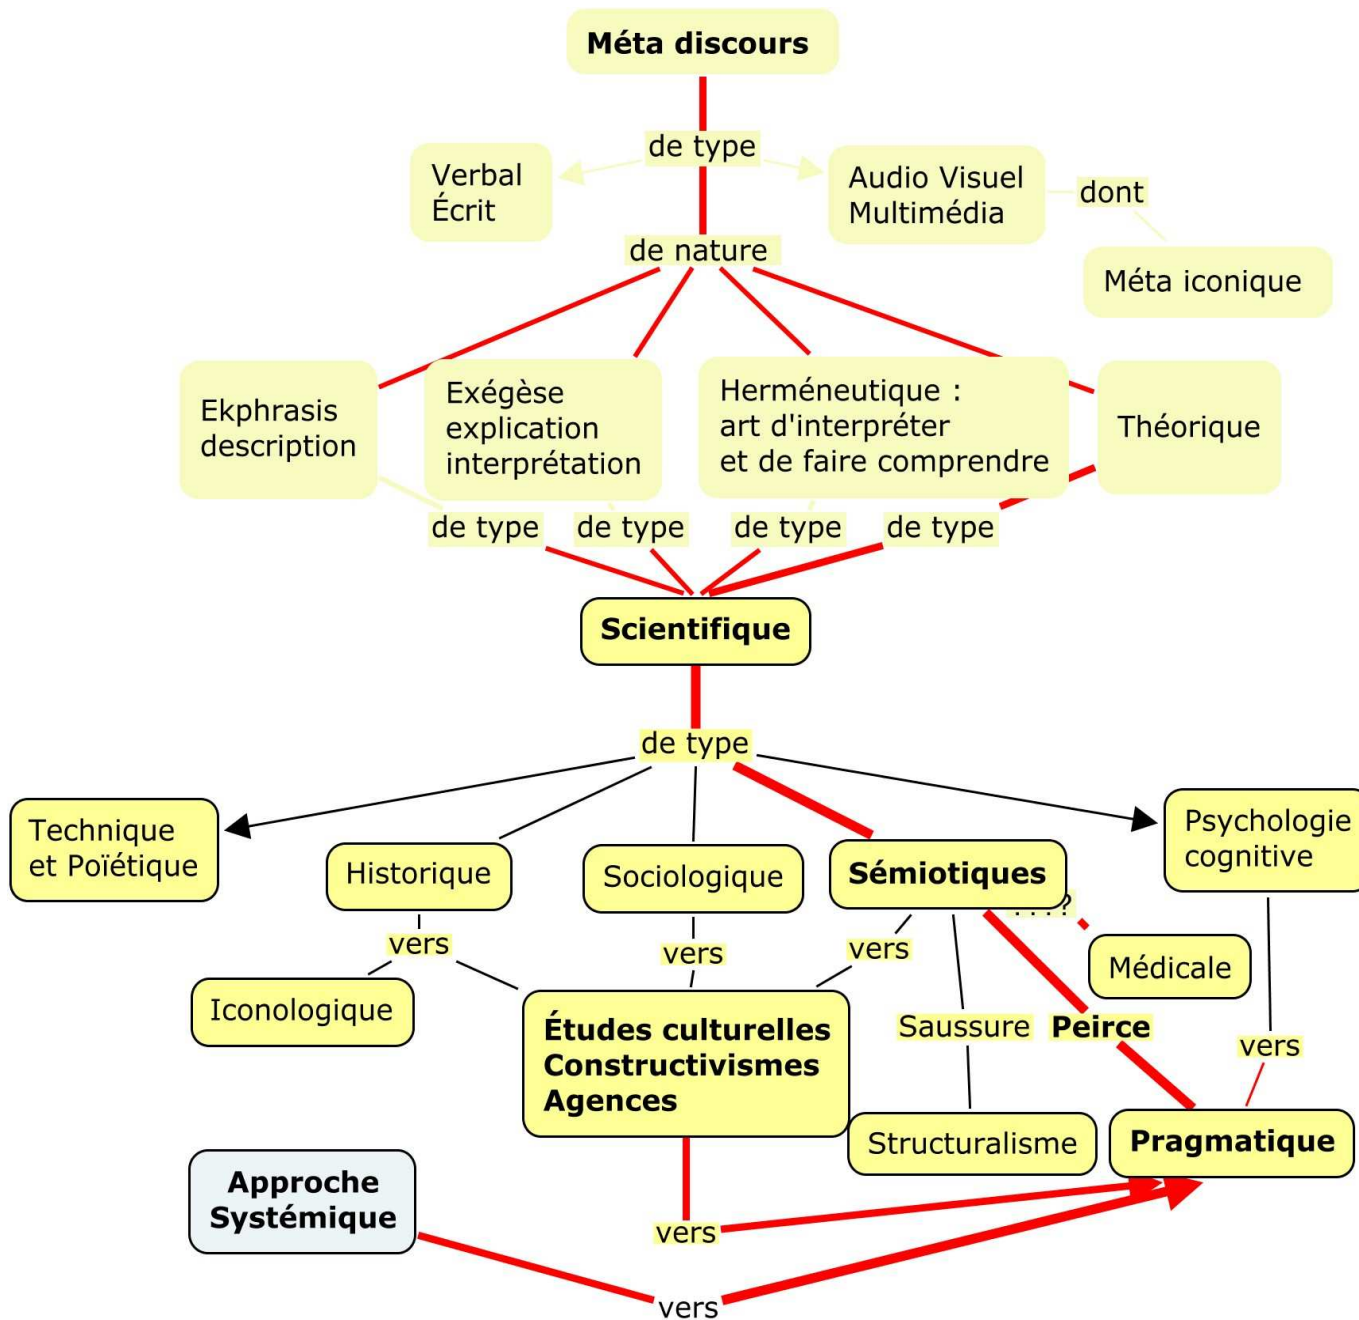 Méta discours
de type
Verbal
Écrit
Audio Visuel
Multimédia
dont
Méta iconique
de nature
Ekphrasis
description
Exégèse
explication
interprétation
Herméneutique :
art d'interpréter
et de faire comprendre
Théorique
de type
de type
de type
de type
Scientifique
de type
Technique
et Poïétique
Historique
Sociologique
Sémiotiques
Psychologie
cognitive
....?
vers
vers
vers
Médicale
Iconologique
Études culturelles
Constructivismes
Agences
Saussure
Peirce
vers
Structuralisme
Pragmatique
Approche
Systémique
vers
vers